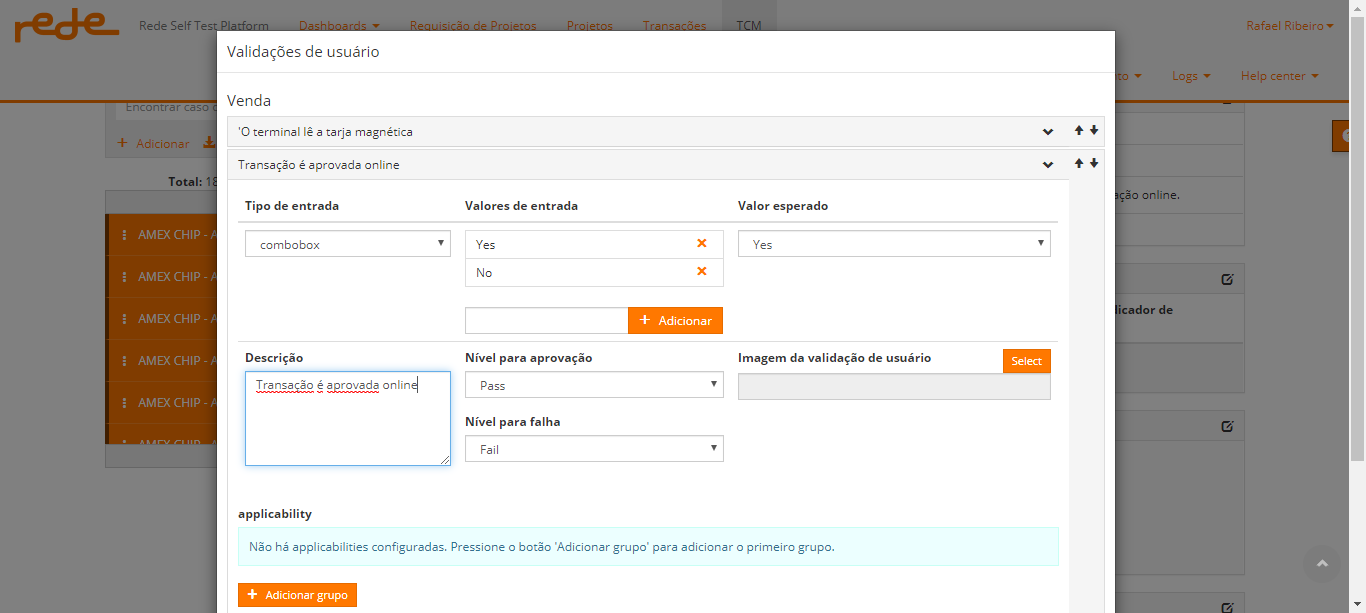 rede Rede Self Test Platform Dashboards Requisição de Projetos Projetos Transações TCM Rafael Ribeiro
Validações de usuário
Logs Help center
Venda
Encontrar caso
'O terminal lê a tarja magnética
+ Adicionar
Transação é aprovada online
Total: 18
ação online.
Tipo de entrada Valores de entrada Valor esperado
AMEX CHIP - A
combobox Yes Yes
No
AMEX CHIP - A
+ Adicionar
AMEX CHIP - A
Descrição Nível para aprovação Imagem da validação de usuário Select
AMEX CHIP - A
Transação é aprovada online Pass
AMEX CHIP - A
Nível para falha
AMEX CHIP - A
Fail
applicability
Não há applicabilities configuradas. Pressione o botão 'Adicionar grupo' para adicionar o primeiro grupo.
+ Adicionar grupo